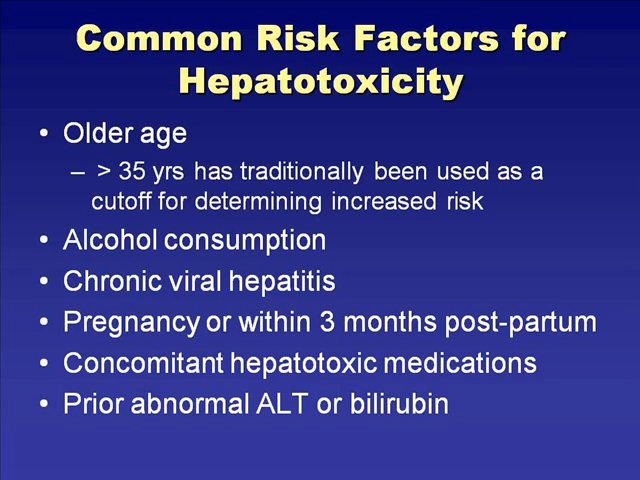 Common Risk Factors for
Hepatotoxicity
• Older age
– > 35 yrs has traditionally been used as a
cutoff for determining increased risk
• Alcohol consumption
• Chronic viral hepatitis
• Pregnancy or within 3 months post-partum
• Concomitant hepatotoxic medications
• Prior abnormal ALT or bilirubin